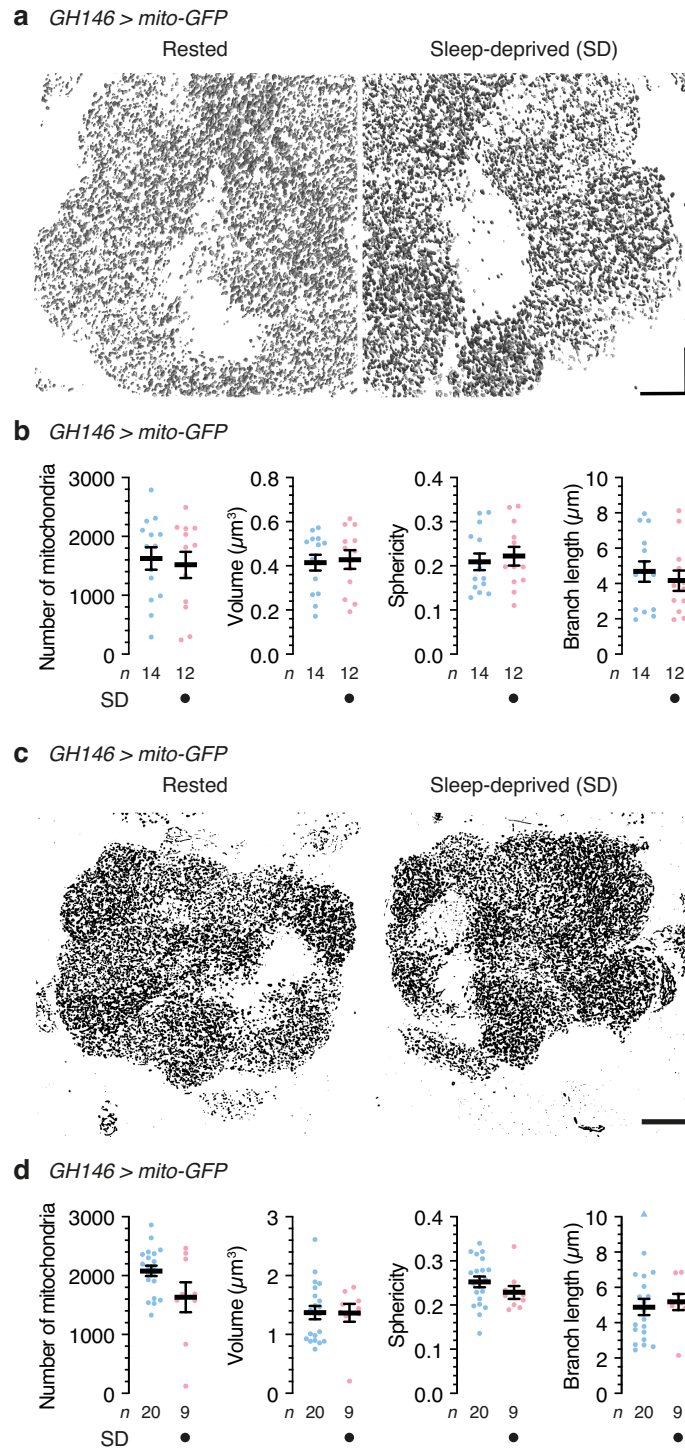 a GH146 > mito-GFP
Rested Sleep-deprived (SD)
b GH146 > mito-GFP
Number of mitochondria
3000
2000
1000
0
Volume (µm³)
0.8
0.6
0.4
0.2
0.0
Sphericity
0.4
0.3
0.2
0.1
0.0
Branch length (µm)
10
8
6
4
2
0
n 14 12 n 14 12 n 14 12 n 14 12
SD
c GH146 > mito-GFP
Rested Sleep-deprived (SD)
d GH146 > mito-GFP
Number of mitochondria
3000
2000
1000
0
Volume (µm³)
3
2
1
0
Sphericity
0.4
0.3
0.2
0.1
0.0
Branch length (µm)
10
8
6
4
2
0
n 20 9 n 20 9 n 20 9 n 20 9
SD